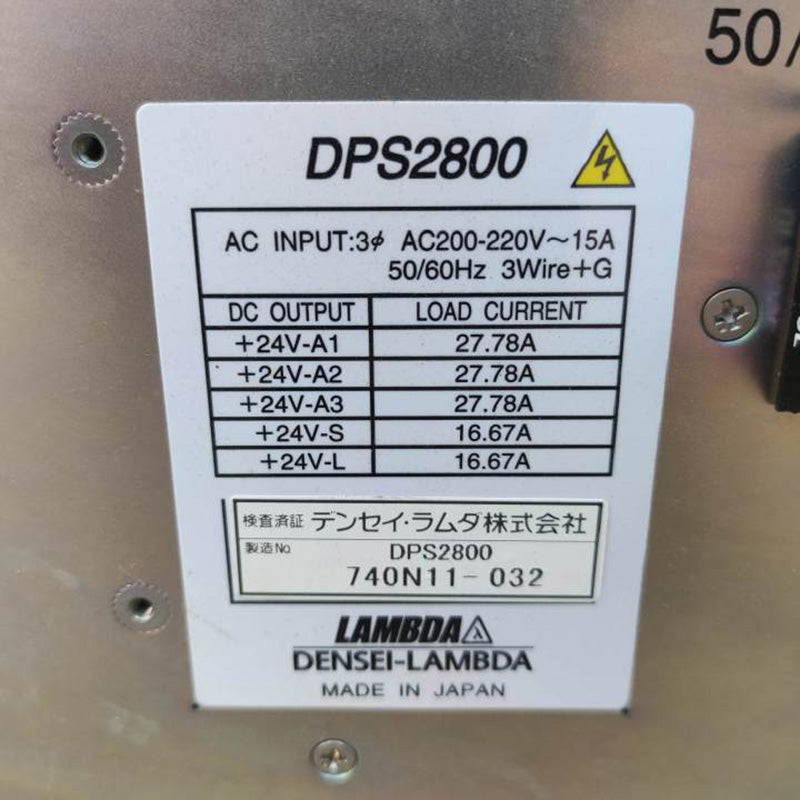 50/
DPS2800
AC INPUT:3φ AC200-220V～15A
50/60Hz 3Wire+G
DC OUTPUT LOAD CURRENT
+24V-A1 27.78A
+24V-A2 27.78A
+24V-A3 27.78A
+24V-S 16.67A
+24V-L 16.67A
検査済証 デンセイ・ラムダ株式会社
製造No. DPS2800
740N11-032
LAMBDA λ
DENSEI-LAMBDA
MADE IN JAPAN